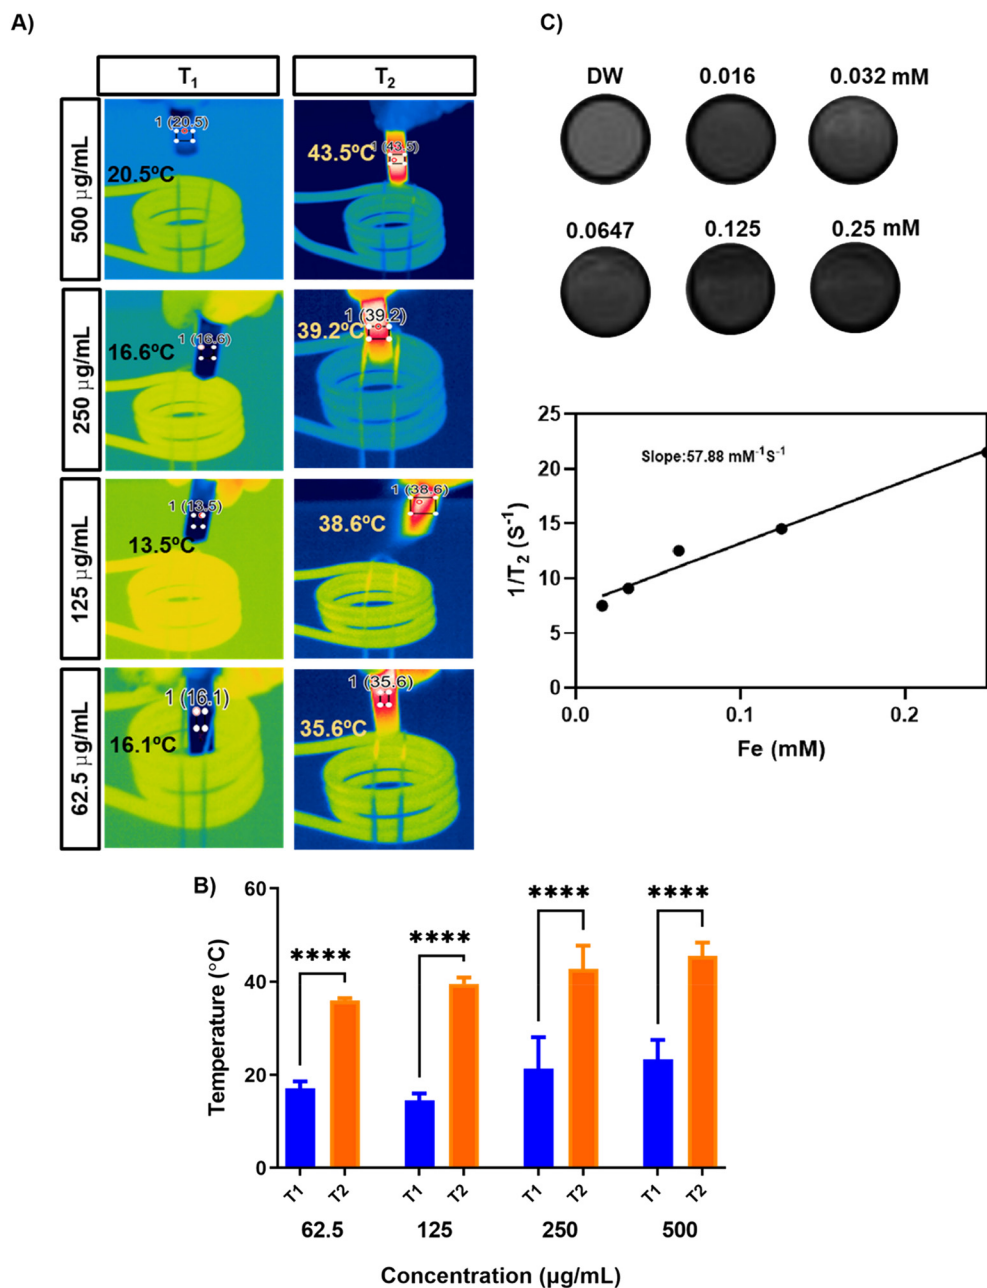 A)
T1
T2
500 µg/mL
1 (20.5)
20.5ºC
1 (43.5)
43.5ºC
250 µg/mL
1 (16.6)
16.6ºC
1 (39.2)
39.2ºC
125 µg/mL
1 (13.5)
13.5ºC
1 (38.6)
38.6ºC
62.5 µg/mL
1 (16.1)
16.1ºC
1 (35.6)
35.6ºC
C)
DW 0.016 0.032 mM
0.0647 0.125 0.25 mM
25
20
15
10
5
0
1/T2 (S-1)
Slope:57.88 mM-1S-1
0.0 0.1 0.2
Fe (mM)
B)
60
40
20
0
Temperature (°C)
**** **** **** ****
T1 T2 T1 T2 T1 T2 T1 T2
62.5 125 250 500
Concentration (µg/mL)